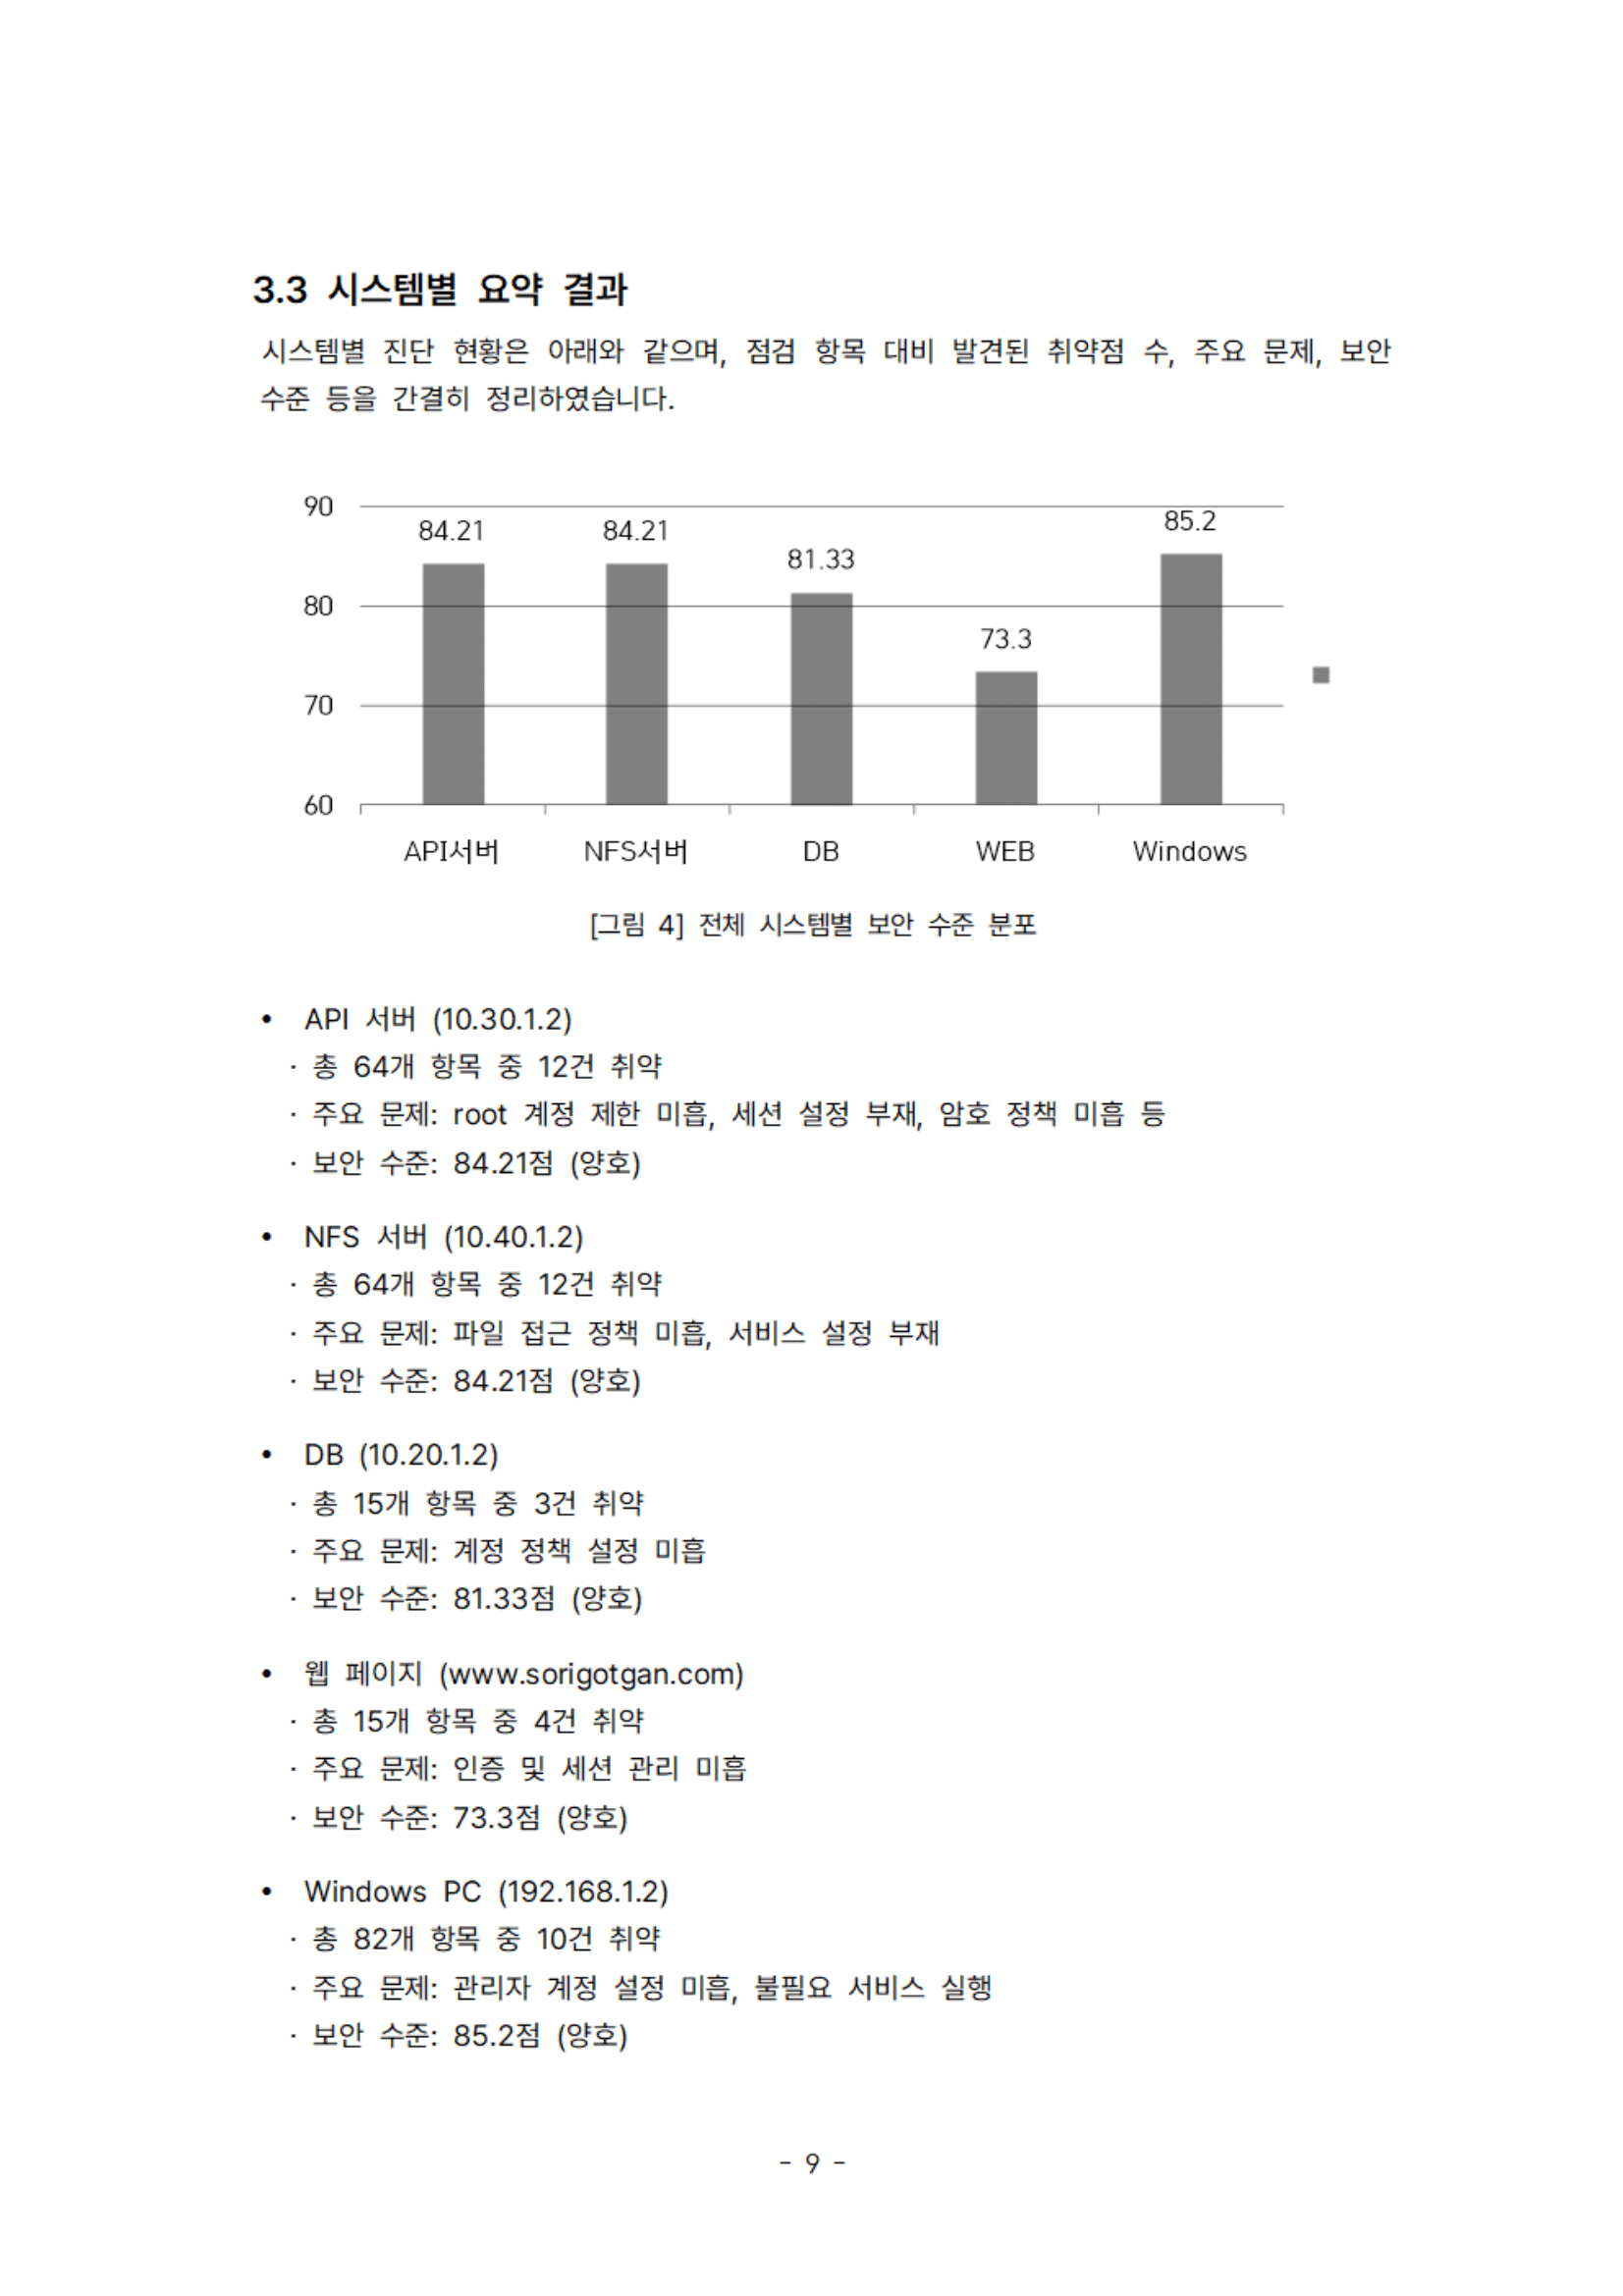 3.3 시스템별 요약 결과
시스템별 진단 현황은 아래와 같으며, 점검 항목 대비 발견된 취약점 수, 주요 문제, 보안
수준 등을 간결히 정리하였습니다.
90
84.21 84.21 81.33 73.3 85.2
80
70
60
API서버 NFS서버 DB WEB Windows
[그림 4] 전체 시스템별 보안 수준 분포
• API 서버 (10.30.1.2)
· 총 64개 항목 중 12건 취약
· 주요 문제: root 계정 제한 미흡, 세션 설정 부재, 암호 정책 미흡 등
· 보안 수준: 84.21점 (양호)
• NFS 서버 (10.40.1.2)
· 총 64개 항목 중 12건 취약
· 주요 문제: 파일 접근 정책 미흡, 서비스 설정 부재
· 보안 수준: 84.21점 (양호)
• DB (10.20.1.2)
· 총 15개 항목 중 3건 취약
· 주요 문제: 계정 정책 설정 미흡
· 보안 수준: 81.33점 (양호)
• 웹 페이지 (www.sorigotgan.com)
· 총 15개 항목 중 4건 취약
· 주요 문제: 인증 및 세션 관리 미흡
· 보안 수준: 73.3점 (양호)
• Windows PC (192.168.1.2)
· 총 82개 항목 중 10건 취약
· 주요 문제: 관리자 계정 설정 미흡, 불필요 서비스 실행
· 보안 수준: 85.2점 (양호)
- 9 -